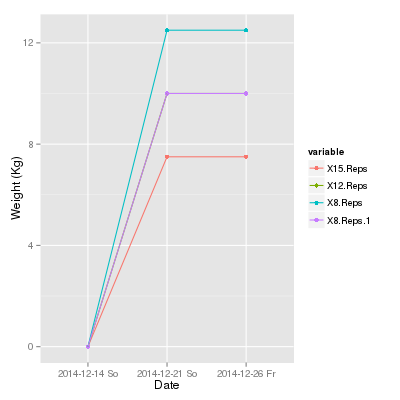 12
8
4
0
Weight (Kg)
2014-12-14 So
2014-12-21 So
2014-12-26 Fr
Date
variable
X15.Reps
X12.Reps
X8.Reps
X8.Reps.1